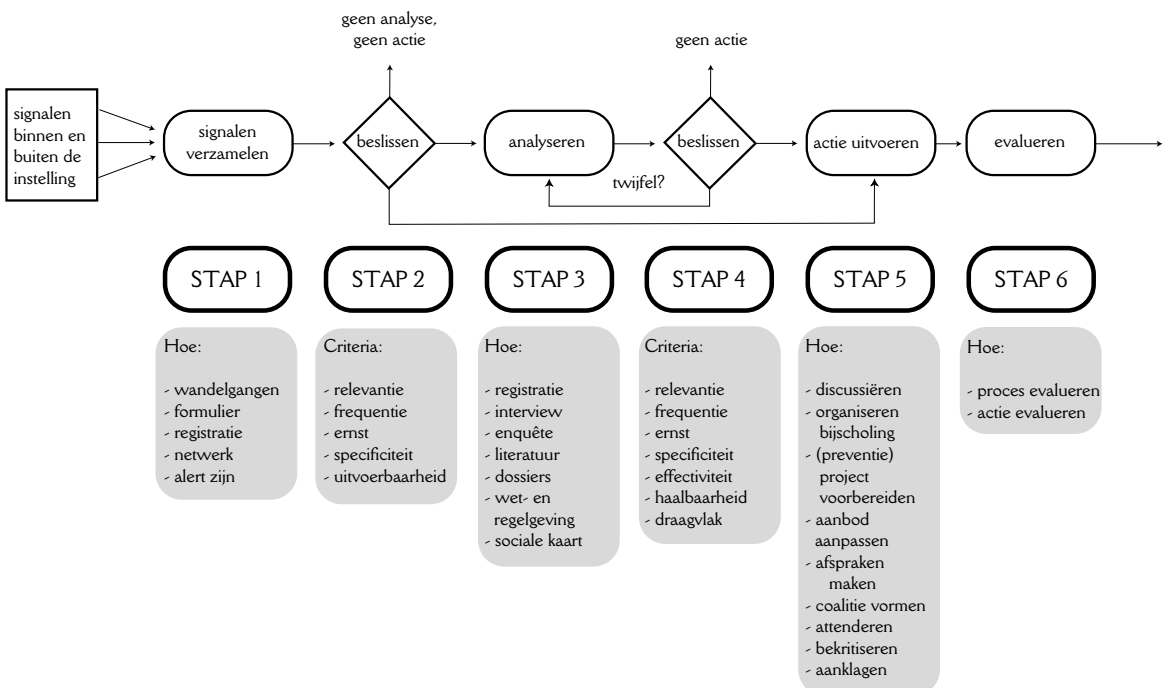 geen analyse,
geen actie
geen actie
signalen
binnen en
buiten de
instelling
signalen
verzamelen
beslissen
analyseren
beslissen
actie uitvoeren
evalueren
twijfel?
STAP 1
STAP 2
STAP 3
STAP 4
STAP 5
STAP 6
Hoe:
- wandelgangen
- formulier
- registratie
- netwerk
- alert zijn
Criteria:
- relevantie
- frequentie
- ernst
- specificiteit
- uitvoerbaarheid
Hoe:
- registratie
- interview
- enquête
- literatuur
- dossiers
- wet- en
regelgeving
- sociale kaart
Criteria:
- relevantie
- frequentie
- ernst
- specificiteit
- effectiviteit
- haalbaarheid
- draagvlak
Hoe:
- discussiëren
- organiseren
bijscholing
- (preventie)
project
voorbereiden
- aanbod
aanpassen
- afspraken
maken
- coalitie vormen
- attenderen
- bekritiseren
- aanklagen
Hoe:
- proces evalueren
- actie evalueren